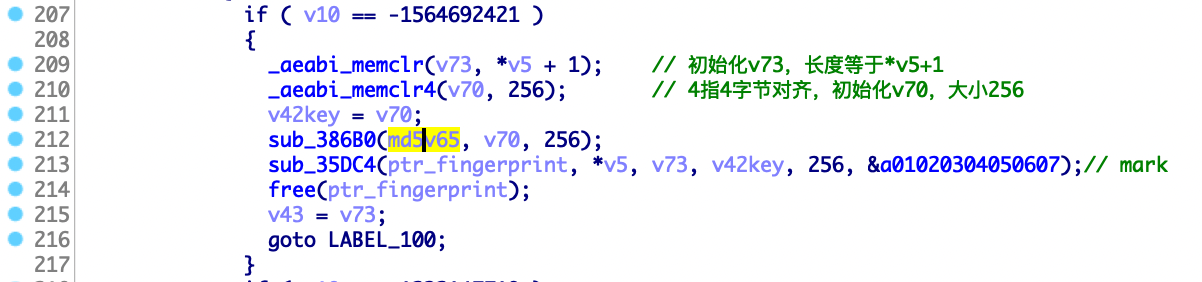 207 if ( v10 == -1564692421 )
208 {
209 _aeabi_memclr(v73, *v5 + 1); // 初始化v73，长度等于*v5+1
210 _aeabi_memclr4(v70, 256); // 4指4字节对齐，初始化v70，大小256
211 v42key = v70;
212 sub_386B0(md5v65, v70, 256);
213 sub_35DC4(ptr_fingerprint, *v5, v73, v42key, 256, &a01020304050607);// mark
214 free(ptr_fingerprint);
215 v43 = v73;
216 goto LABEL_100;
217 }